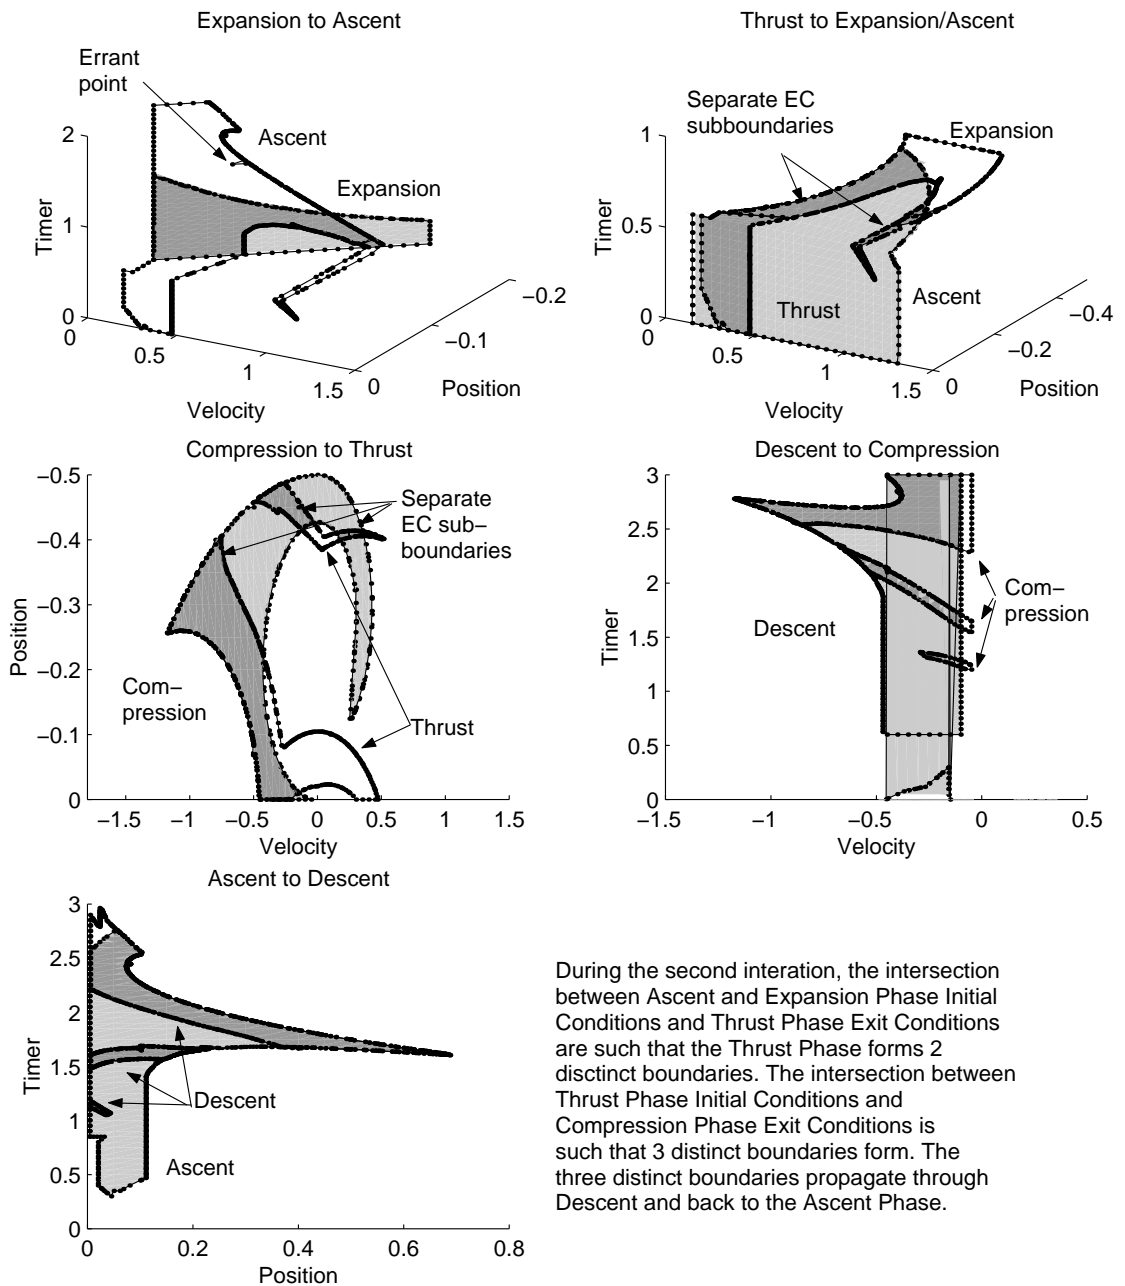 Expansion to Ascent
Errant
point
Ascent
Expansion
2
1
0
Timer
0
0.5
1
1.5
Velocity
0
−0.1
−0.2
Position
Thrust to Expansion/Ascent
Separate EC
subboundaries
Expansion
Thrust
Ascent
1
0.5
0
Timer
0
0.5
1
1.5
Velocity
0
−0.2
−0.4
Position
Compression to Thrust
−0.5
−0.4
−0.3
−0.2
−0.1
0
Position
Separate
EC sub−
boundaries
Com−
pression
Thrust
−1.5
−1
−0.5
0
0.5
1
1.5
Velocity
Descent to Compression
3
2.5
2
1.5
1
0.5
0
Timer
Com−
pression
Descent
−1.5
−1
−0.5
0
0.5
Velocity
Ascent to Descent
3
2.5
2
1.5
1
0.5
0
Timer
Descent
Ascent
0
0.2
0.4
0.6
0.8
Position
During the second interation, the intersection
between Ascent and Expansion Phase Initial
Conditions and Thrust Phase Exit Conditions
are such that the Thrust Phase forms 2
disctinct boundaries. The intersection between
Thrust Phase Initial Conditions and
Compression Phase Exit Conditions is
such that 3 distinct boundaries form. The
three distinct boundaries propagate through
Descent and back to the Ascent Phase.